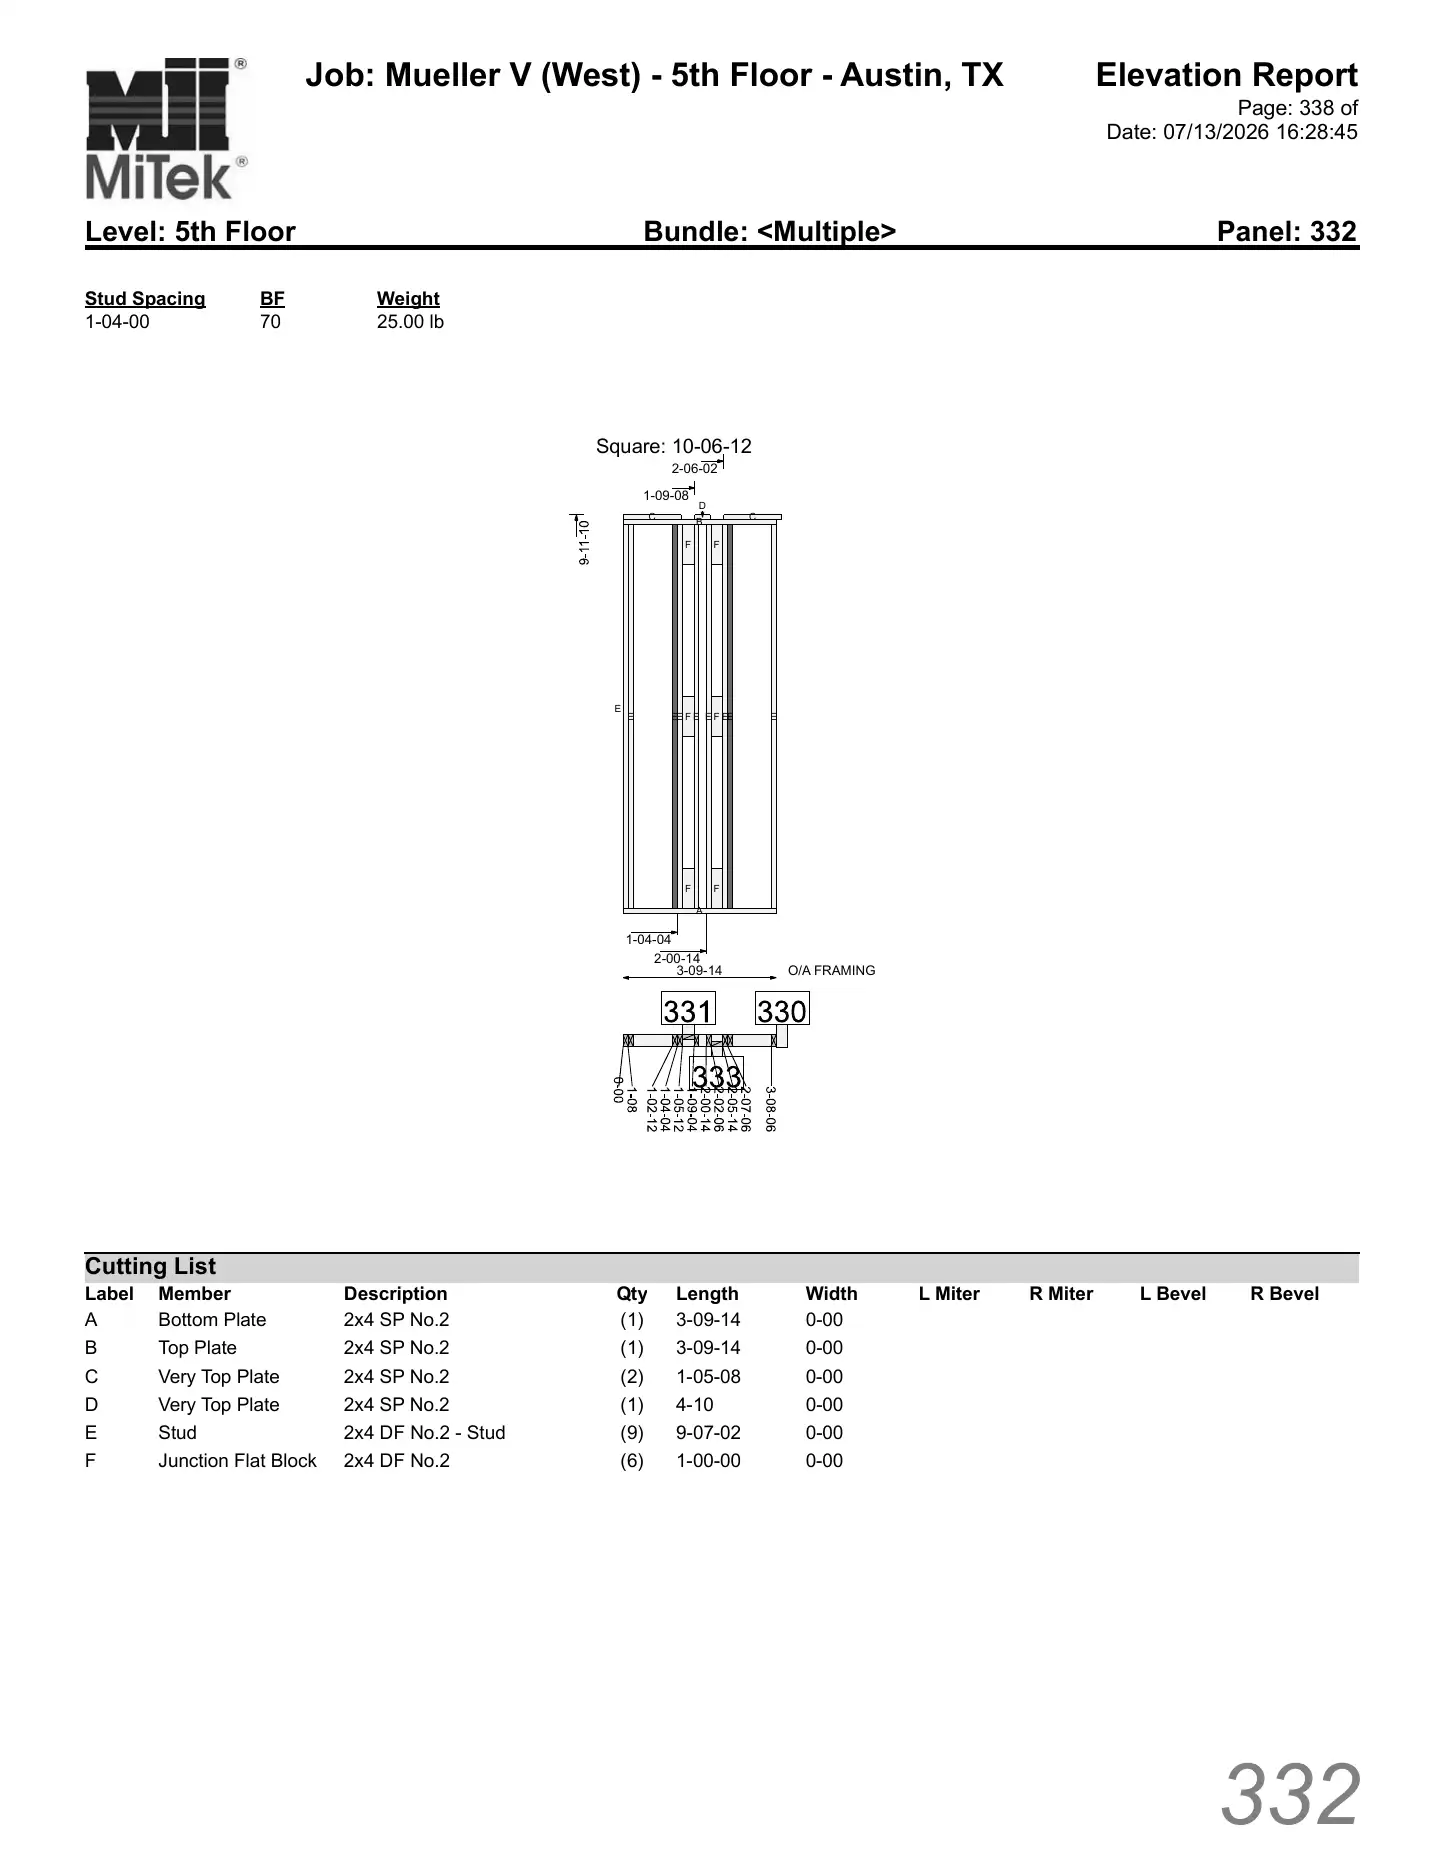 MiTek®
®
Job: Mueller V (West) - 5th Floor - Austin, TX
Elevation Report
Page: 338 of
Date: 07/13/2026 16:28:45
Level: 5th Floor Bundle: <Multiple> Panel: 332
Stud Spacing BF Weight
1-04-00 70 25.00 lb
Square: 10-06-12
2-06-02
1-09-08
D
C B C
9-11-10
F F
E
F F
F F
A
1-04-04
2-00-14
3-09-14 O/A FRAMING
331 330
333
0-00
1-08
1-02-12
1-04-04
1-05-12
1-09-04
2-00-14
2-02-06
2-05-14
2-07-06
3-08-06
Cutting List
Label Member Description Qty Length Width L Miter R Miter L Bevel R Bevel
A Bottom Plate 2x4 SP No.2 (1) 3-09-14 0-00
B Top Plate 2x4 SP No.2 (1) 3-09-14 0-00
C Very Top Plate 2x4 SP No.2 (2) 1-05-08 0-00
D Very Top Plate 2x4 SP No.2 (1) 4-10 0-00
E Stud 2x4 DF No.2 - Stud (9) 9-07-02 0-00
F Junction Flat Block 2x4 DF No.2 (6) 1-00-00 0-00
332